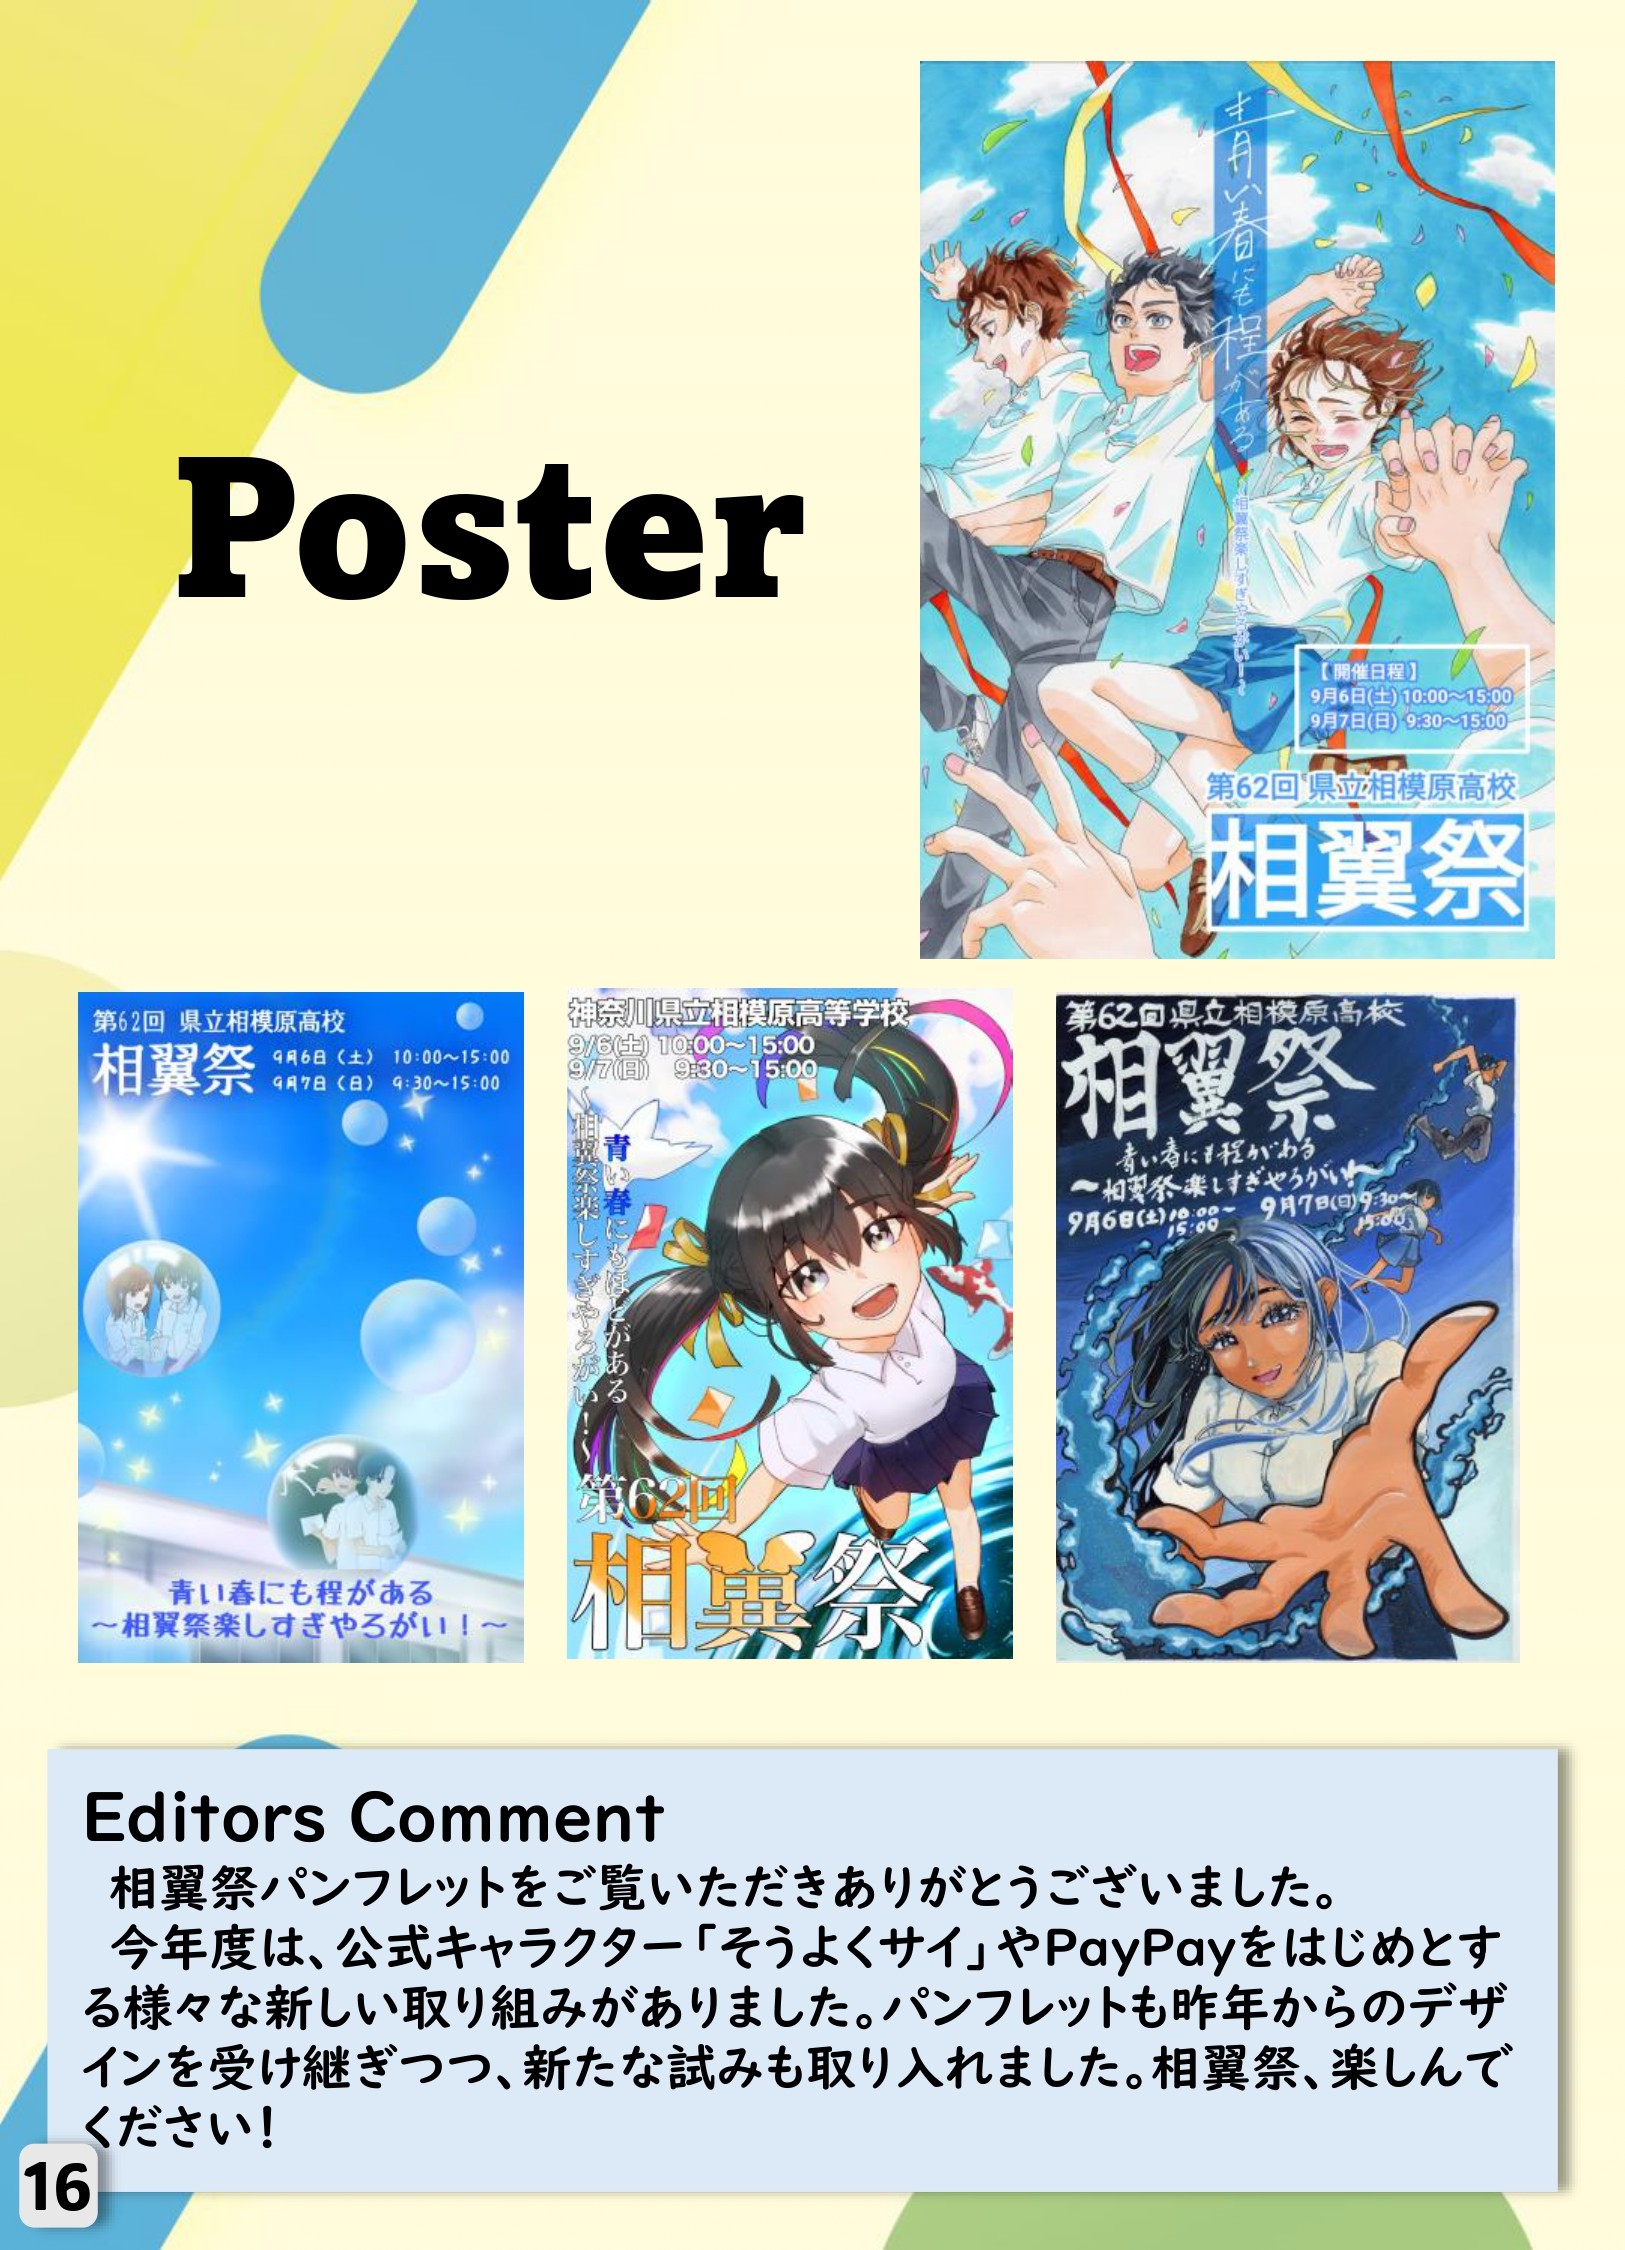 Poster
青い春にも程がある
～相翼祭楽しすぎやろがい！～
【開催日程】
9月6日(土) 10:00～15:00
9月7日(日) 9:30～15:00
第62回 県立相模原高校
相翼祭
第62回 県立相模原高校
相翼祭
9月6日（土） 10:00～15:00
9月7日（日） 9:30～15:00
青い春にも程がある
～相翼祭楽しすぎやろがい！～
神奈川県立相模原高等学校
9/6(土) 10:00～15:00
9/7(日) 9:30～15:00
青い春にもほどがある
～相翼祭楽しすぎやろがい！～
第62回
相翼祭
第62回県立相模原高校
相翼祭
青い春にも程がある
～相翼祭楽しすぎやろがい!～
9月6日(土)10:00～15:00
9月7日(日)9:30～15:00
Editors Comment
相翼祭パンフレットをご覧いただきありがとうございました。
今年度は、公式キャラクター「そうよくサイ」やPayPayをはじめとす
る様々な新しい取り組みがありました。パンフレットも昨年からのデザ
インを受け継ぎつつ、新たな試みも取り入れました。相翼祭、楽しんで
ください！
16